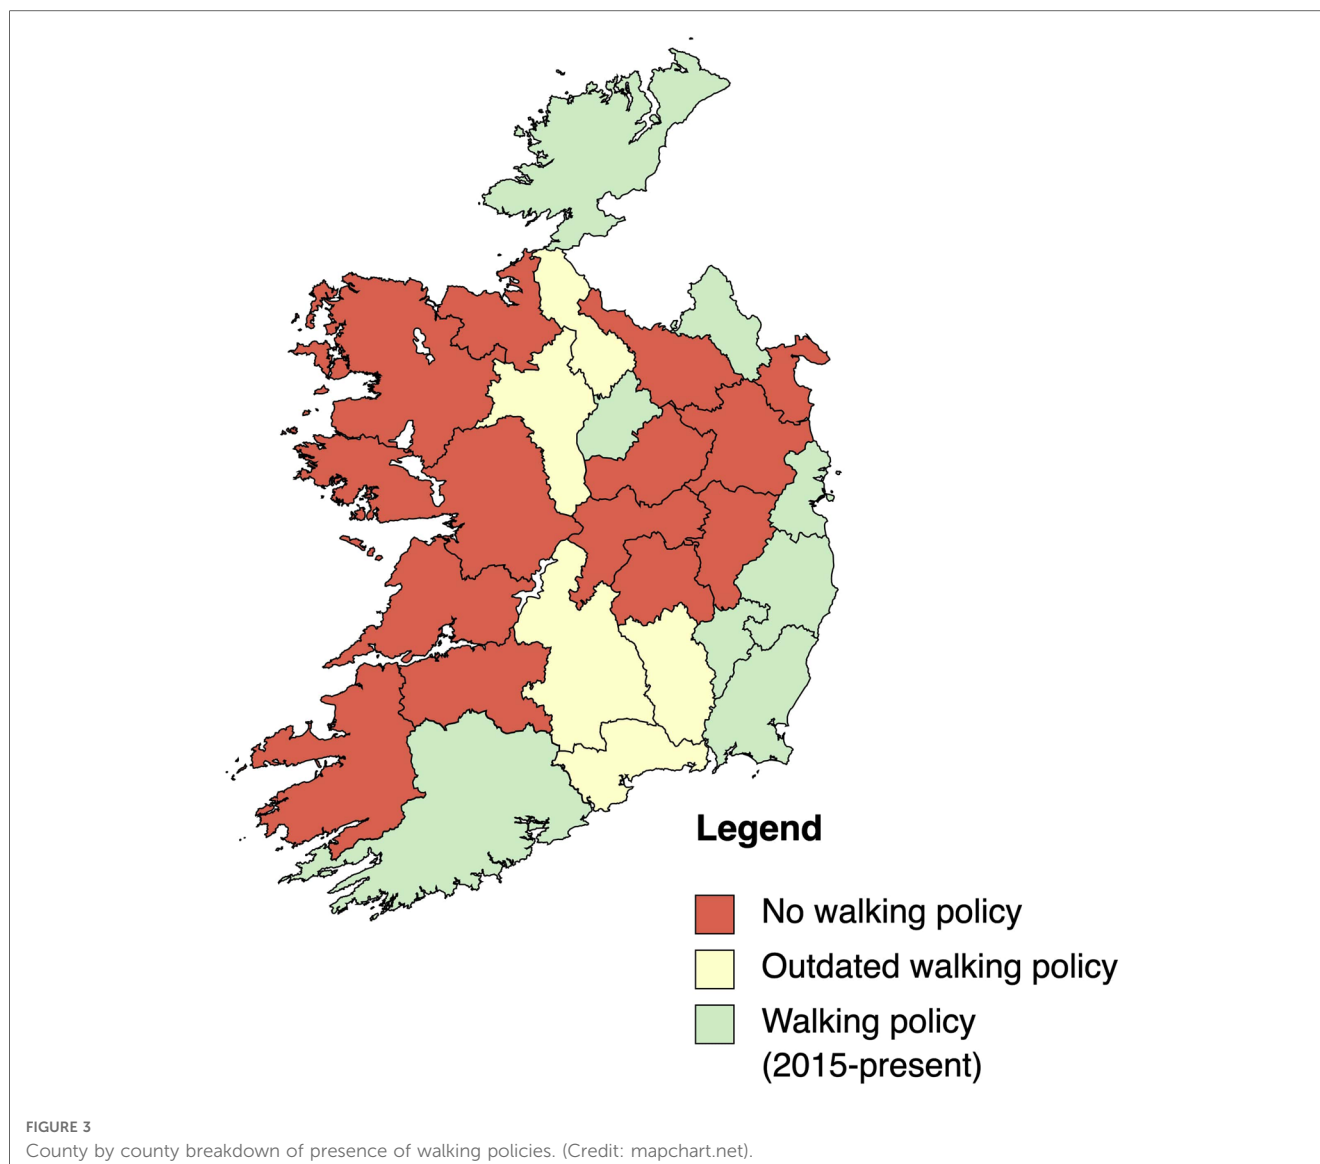 Legend
No walking policy
Outdated walking policy
Walking policy
(2015-present)
FIGURE 3
County by county breakdown of presence of walking policies. (Credit: mapchart.net).